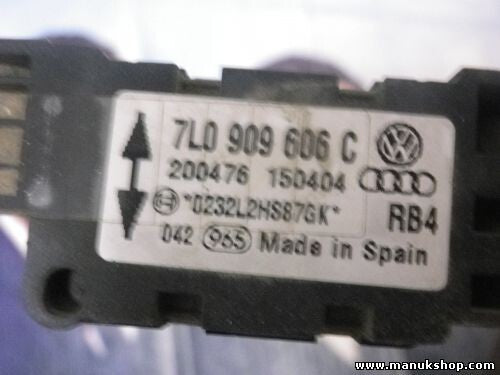 7L0 909 606 C
200476 150404
*0232L2HS87GK*
RB4
042 965 Made in Spain
www.manukshop.com